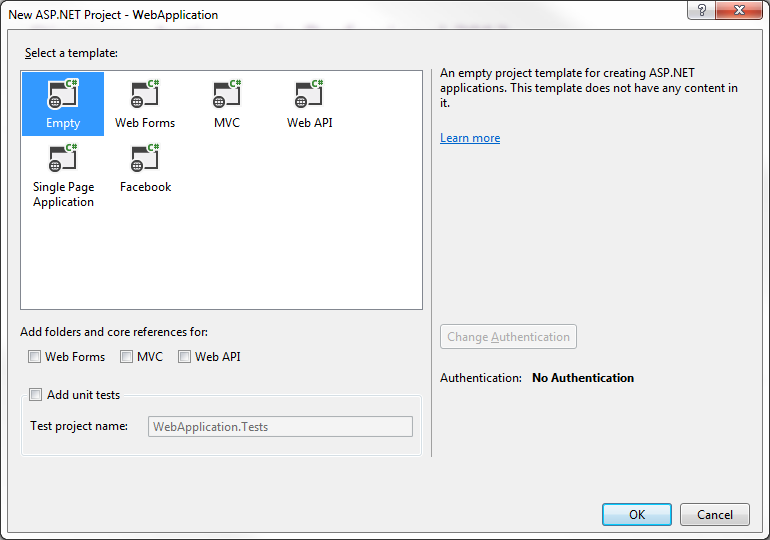 New ASP.NET Project - WebApplication
?
Select a template:
C# C# C# C#
Empty Web Forms MVC Web API
C# C#
Single Page Facebook
Application
An empty project template for creating ASP.NET
applications. This template does not have any content in
it.
Learn more
Add folders and core references for:
Web Forms MVC Web API
Add unit tests
Test project name: WebApplication.Tests
Change Authentication
Authentication: No Authentication
OK Cancel